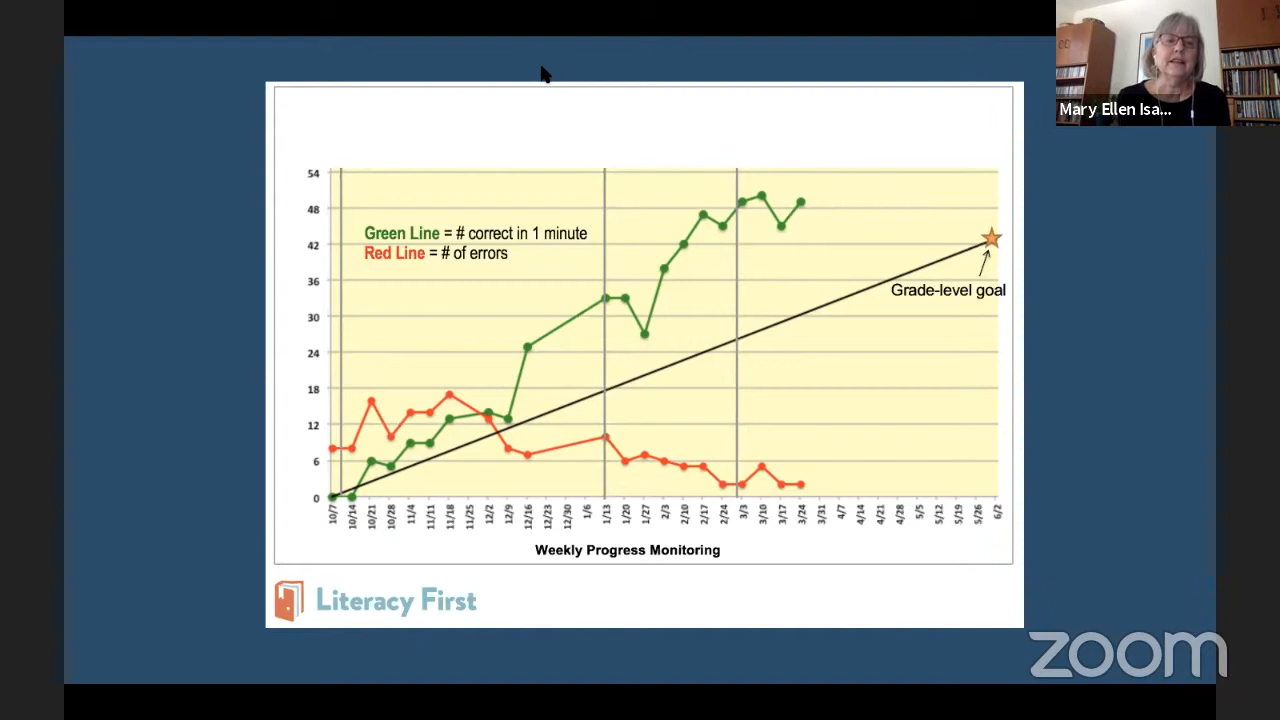 Mary Ellen Isa...
54
48
Green Line = # correct in 1 minute
42
Red Line = # of errors
36
Grade-level goal
30
24
18
12
6
0
10/7 10/14 10/21 10/28 11/4 11/11 11/18 11/25 12/2 12/9 12/16 12/23 12/30 1/6 1/13 1/20 1/27 2/3 2/10 2/17 2/24 3/3 3/10 3/17 3/24 3/31 4/7 4/14 4/21 4/28 5/5 5/12 5/19 5/26 6/2
Weekly Progress Monitoring
Literacy First
zoom